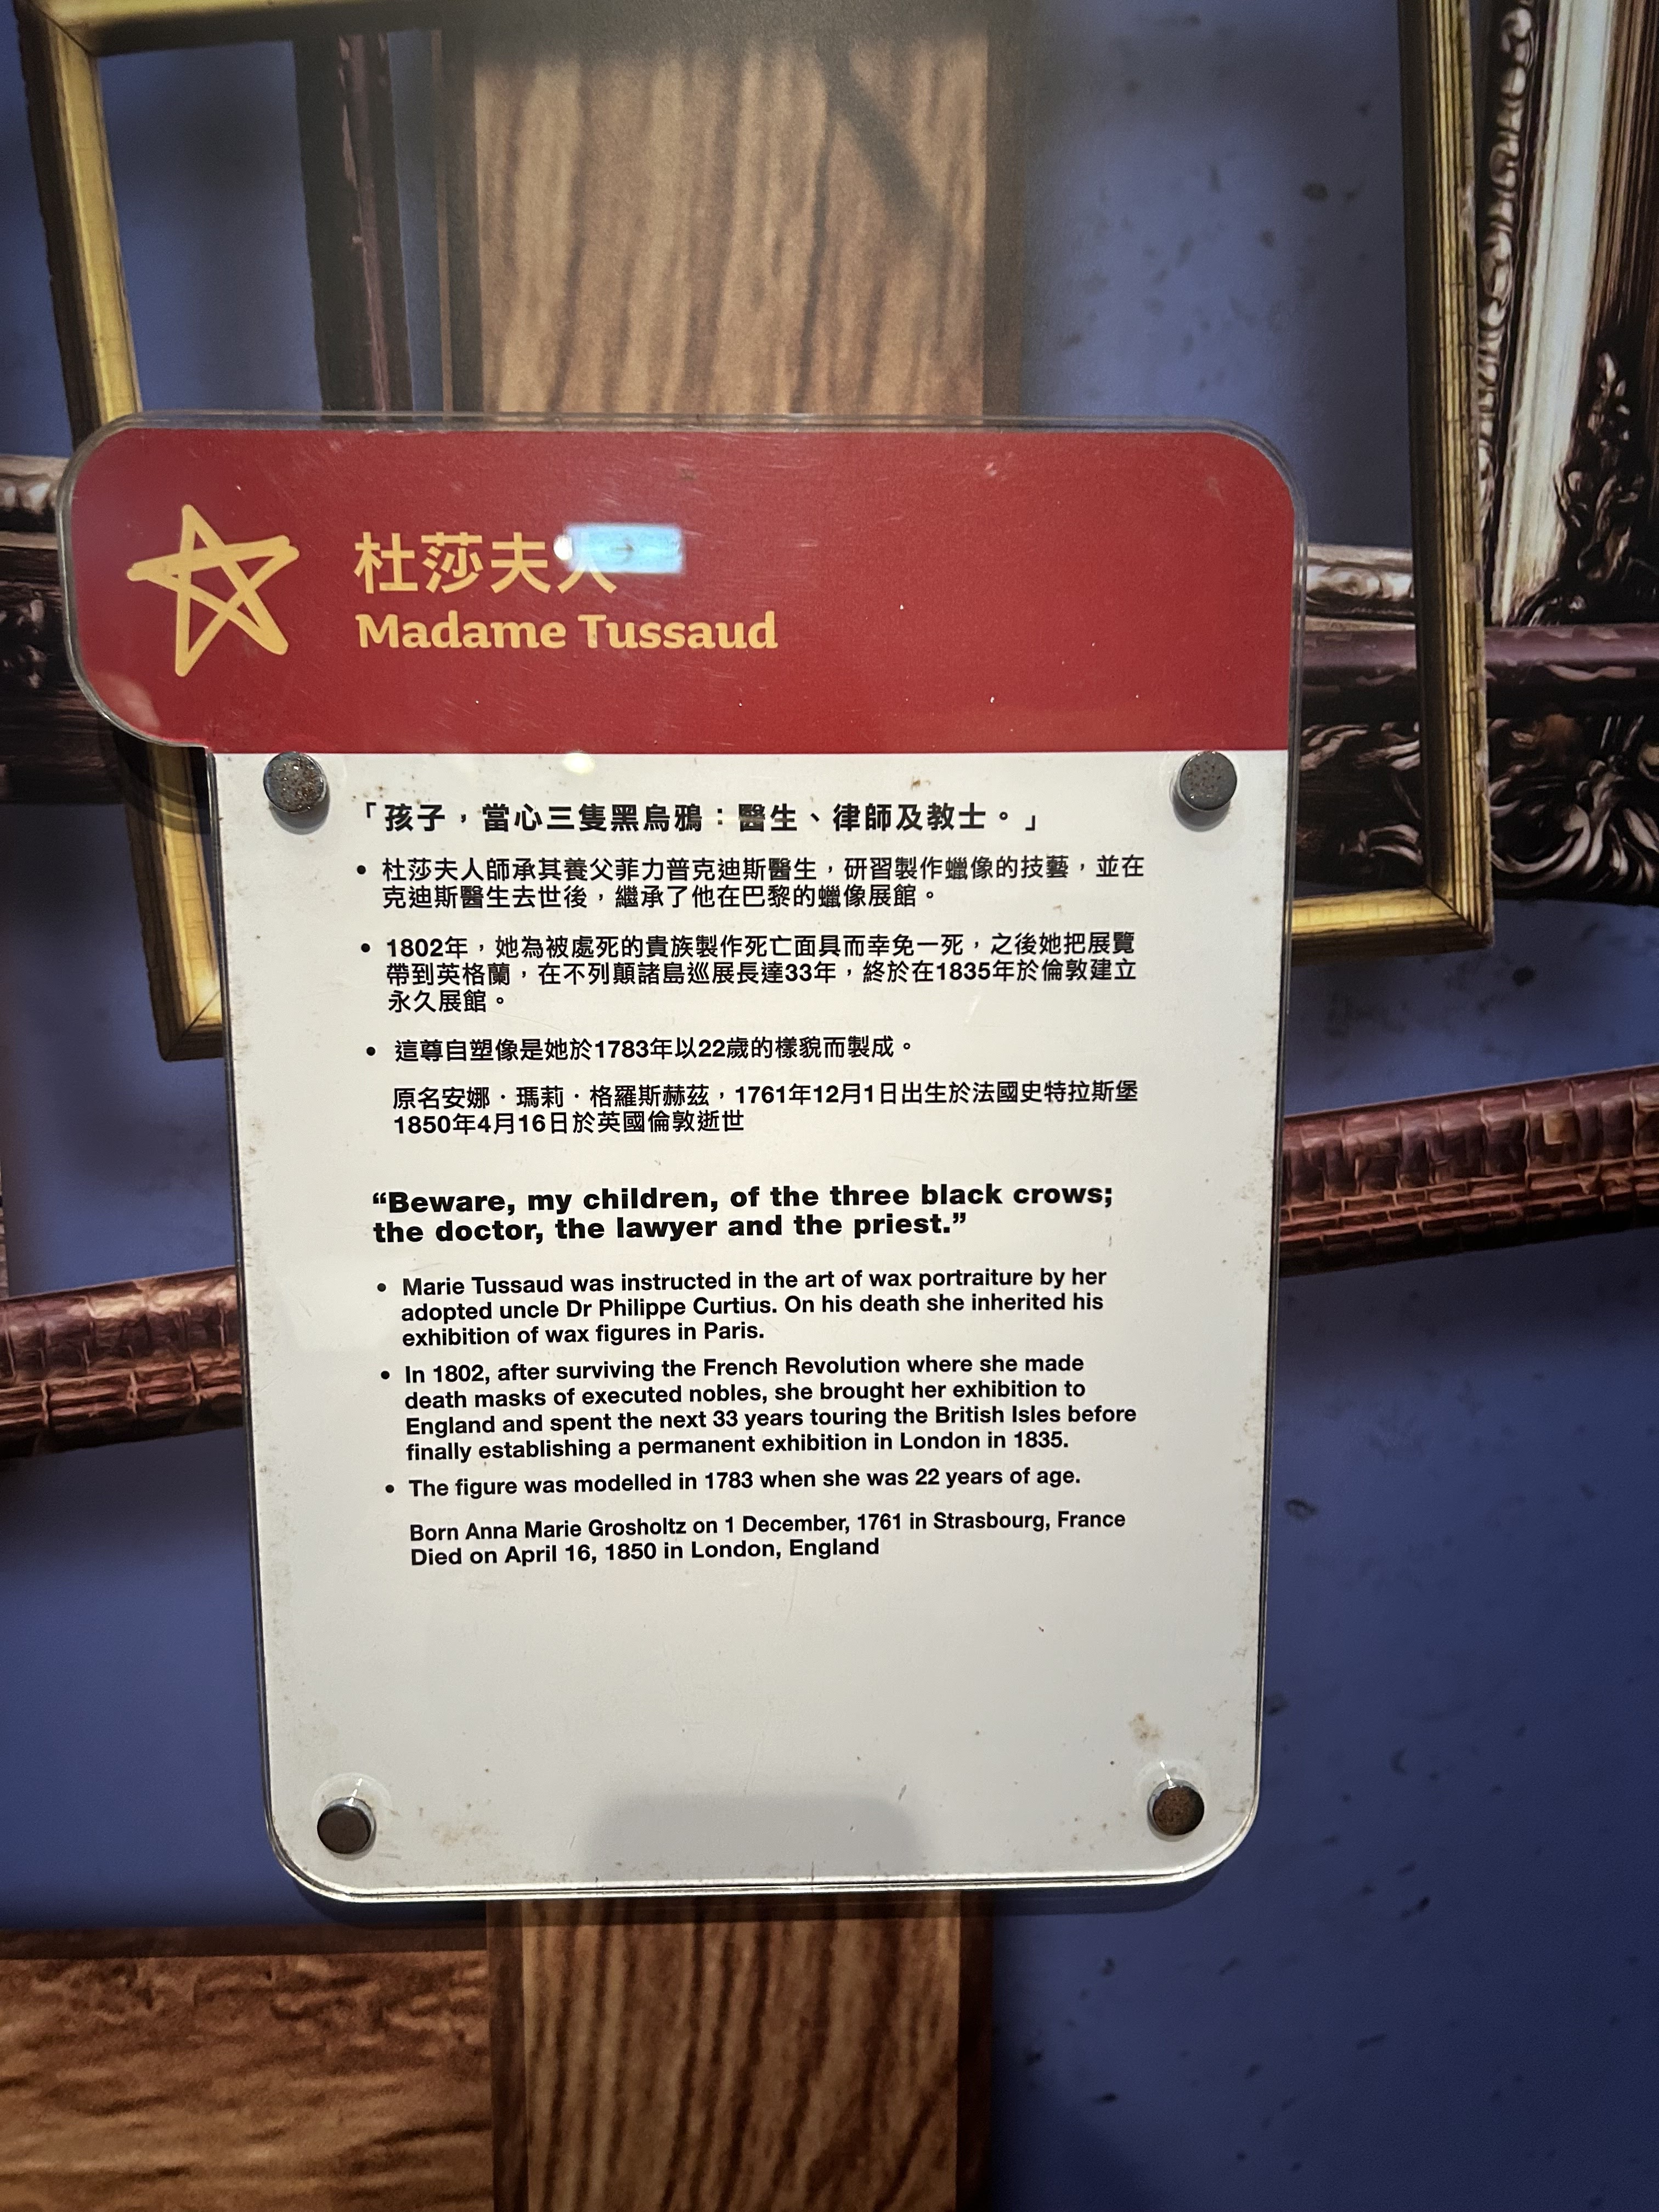 杜莎夫人
Madame Tussaud
「孩子，當心三隻黑烏鴉：醫生、律師及教士。」
• 杜莎夫人師承其養父菲力普克迪斯醫生，研習製作蠟像的技藝，並在
克迪斯醫生去世後，繼承了他在巴黎的蠟像展館。
• 1802年，她為被處死的貴族製作死亡面具而幸免一死，之後她把展覽
帶到英格蘭，在不列顛諸島巡展長達33年，終於在1835年於倫敦建立
永久展館。
• 這尊自塑像是她於1783年以22歲的樣貌而製成。
原名安娜．瑪莉．格羅斯赫茲，1761年12月1日出生於法國史特拉斯堡
1850年4月16日於英國倫敦逝世
“Beware, my children, of the three black crows;
the doctor, the lawyer and the priest.”
• Marie Tussaud was instructed in the art of wax portraiture by her
adopted uncle Dr Philippe Curtius. On his death she inherited his
exhibition of wax figures in Paris.
• In 1802, after surviving the French Revolution where she made
death masks of executed nobles, she brought her exhibition to
England and spent the next 33 years touring the British Isles before
finally establishing a permanent exhibition in London in 1835.
• The figure was modelled in 1783 when she was 22 years of age.
Born Anna Marie Grosholtz on 1 December, 1761 in Strasbourg, France
Died on April 16, 1850 in London, England